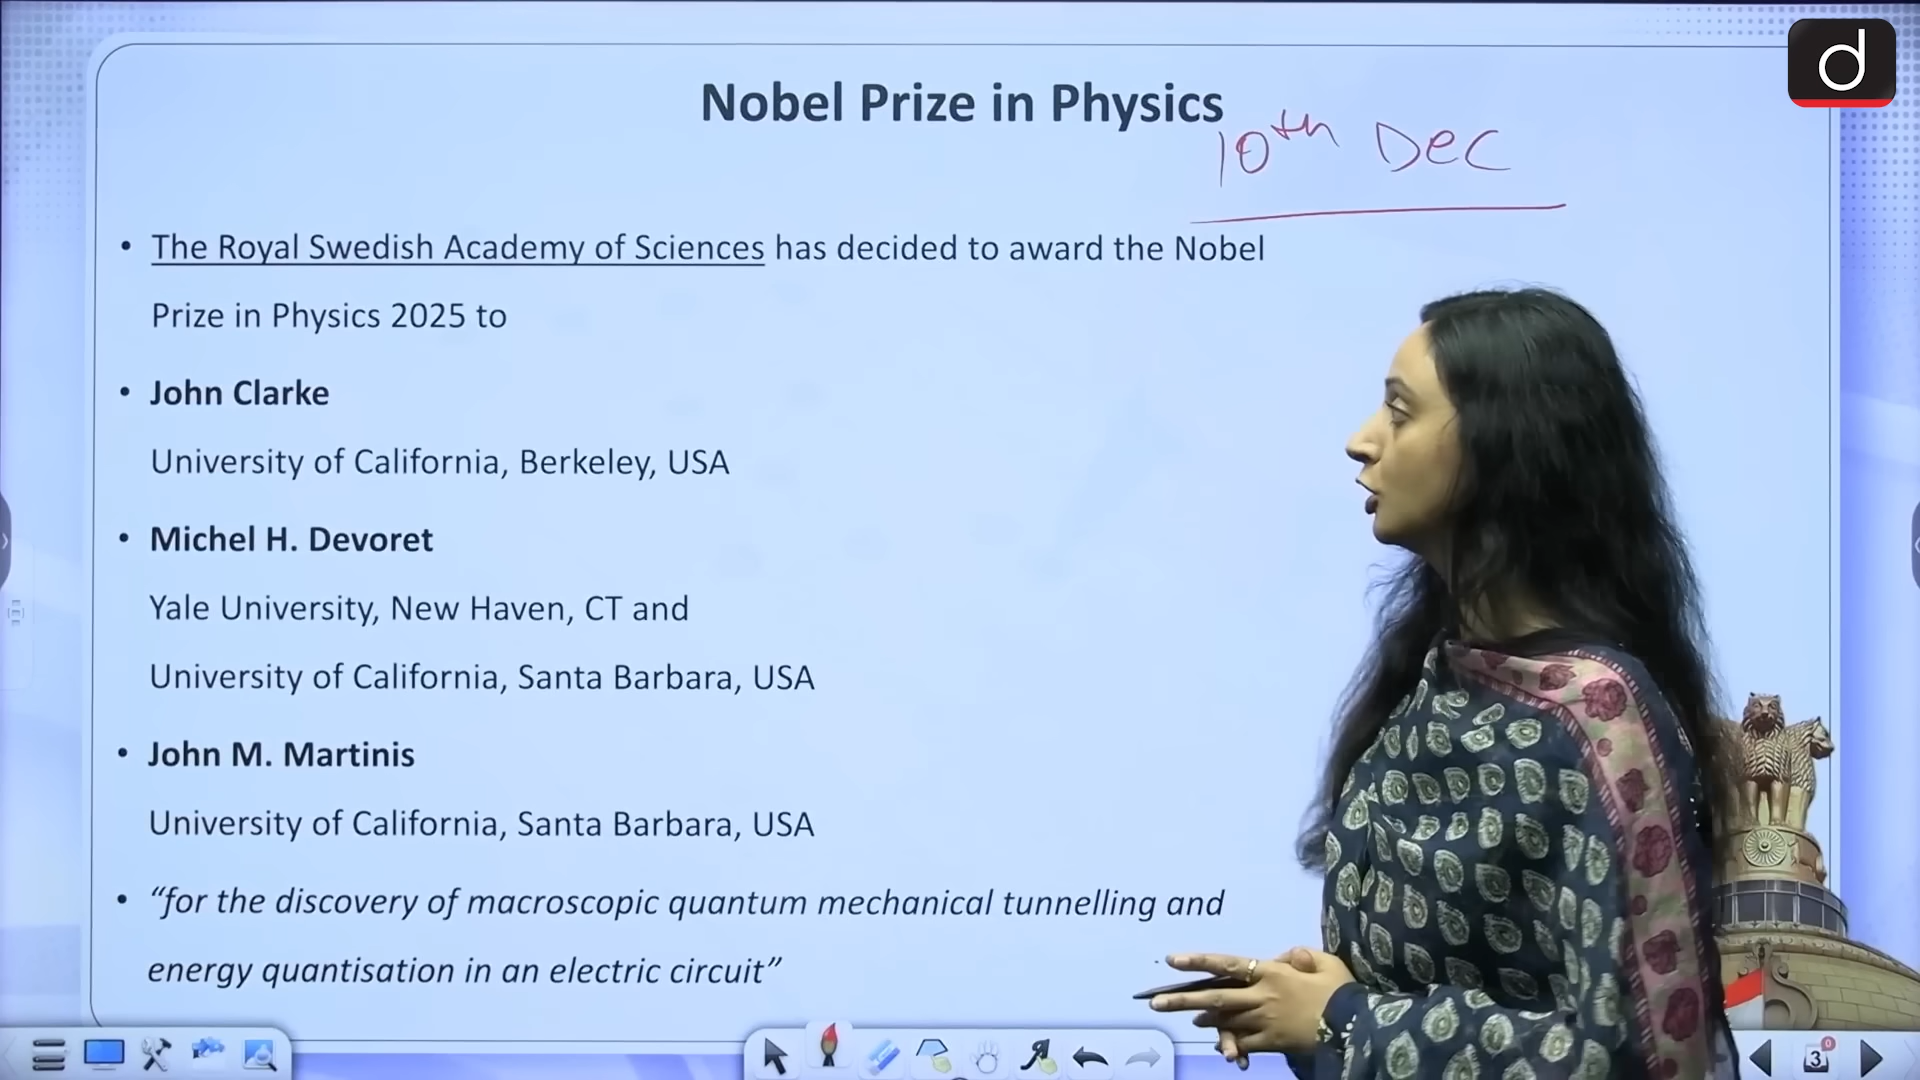 d
Nobel Prize in Physics
10th Dec
• The Royal Swedish Academy of Sciences has decided to award the Nobel
Prize in Physics 2025 to
• John Clarke
University of California, Berkeley, USA
• Michel H. Devoret
Yale University, New Haven, CT and
University of California, Santa Barbara, USA
• John M. Martinis
University of California, Santa Barbara, USA
• “for the discovery of macroscopic quantum mechanical tunnelling and
energy quantisation in an electric circuit”
3
0